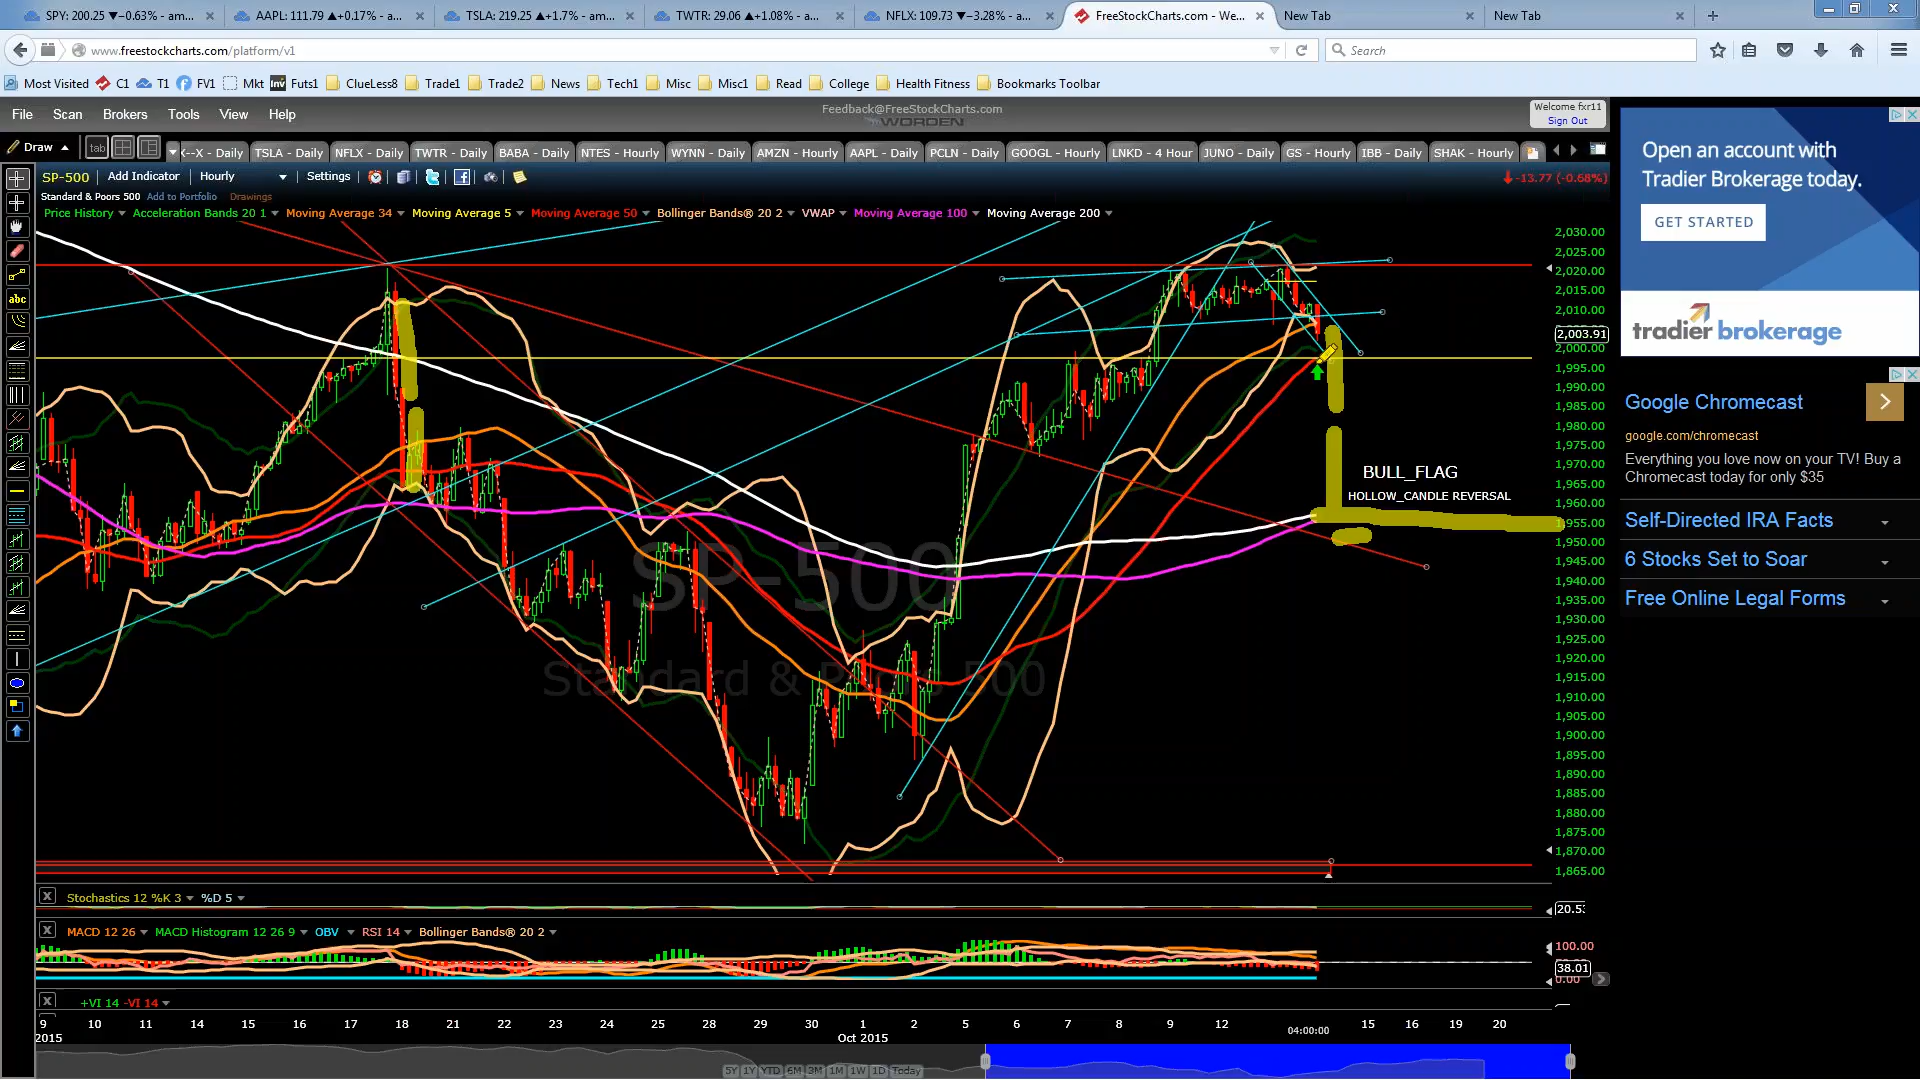 SPY: 200.25 ▼−0.63% - am... AAPL: 111.79 ▲+0.17% - a... TSLA: 219.25 ▲+1.7% - am... TWTR: 29.06 ▲+1.08% - a... NFLX: 109.73 ▼−3.28% - a... FreeStockCharts.com - We... New Tab New Tab
www.freestockcharts.com/platform/v1 Search
Most Visited C1 T1 FV1 Mkt Inv Futs1 ClueLess8 Trade1 Trade2 News Tech1 Misc Misc1 Read College Health Fitness Bookmarks Toolbar
File Scan Brokers Tools View Help
Feedback@FreeStockCharts.com
WORDEN
Welcome fxr11
Sign Out
Draw tab X--X - Daily TSLA - Daily NFLX - Daily TWTR - Daily BABA - Daily NTES - Hourly WYNN - Daily AMZN - Hourly AAPL - Daily PCLN - Daily GOOGL - Hourly LNKD - 4 Hour JUNO - Daily GS - Hourly IBB - Daily SHAK - Hourly
SP-500 Add Indicator Hourly Settings -13.77 (-0.68%)
Standard & Poors 500 Add to Portfolio Drawings
Price History Acceleration Bands 20 1 Moving Average 34 Moving Average 5 Moving Average 50 Bollinger Bands® 20 2 VWAP Moving Average 100 Moving Average 200
abc
2,030.00
2,025.00
2,020.00
2,015.00
2,010.00
2,003.91
2,000.00
1,995.00
1,990.00
1,985.00
1,980.00
1,975.00
1,970.00
1,965.00
1,960.00
1,955.00
1,950.00
1,945.00
1,940.00
1,935.00
1,930.00
1,925.00
1,920.00
1,915.00
1,910.00
1,905.00
1,900.00
1,895.00
1,890.00
1,885.00
1,880.00
1,875.00
1,870.00
1,865.00
BULL_FLAG
HOLLOW_CANDLE REVERSAL
SP-500
Standard & Poors 500
Stochastics 12 %K 3 %D 5
20.53
MACD 12 26 MACD Histogram 12 26 9 OBV RSI 14 Bollinger Bands® 20 2
100.00
38.01
0.00
+VI 14 -VI 14
9 10 11 14 15 16 17 18 21 22 23 24 25 28 29 30 1 2 5 6 7 8 9 12 04:00:00 15 16 19 20
2015 Oct 2015
5Y 1Y YTD 6M 3M 1M 1W 1D Today
Open an account with
Tradier Brokerage today.
GET STARTED
tradier brokerage
Google Chromecast
google.com/chromecast
Everything you love now on your TV! Buy a
Chromecast today for only $35
Self-Directed IRA Facts
6 Stocks Set to Soar
Free Online Legal Forms